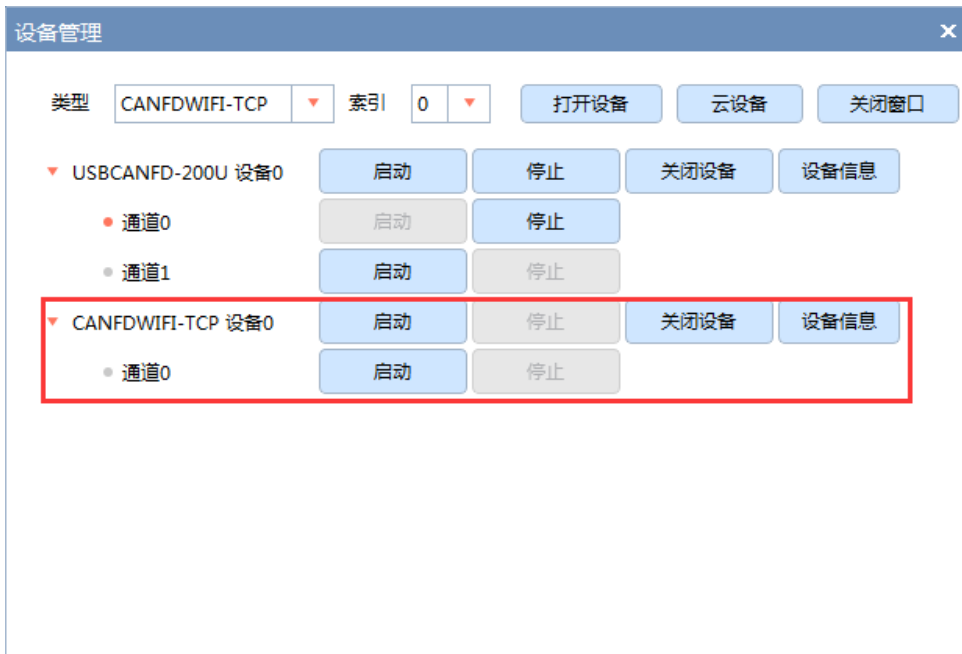 设备管理
类型 CANFDWIFI-TCP 索引 0 打开设备 云设备 关闭窗口
USBCANFD-200U 设备0 启动 停止 关闭设备 设备信息
通道0 启动 停止
通道1 启动 停止
CANFDWIFI-TCP 设备0 启动 停止 关闭设备 设备信息
通道0 启动 停止